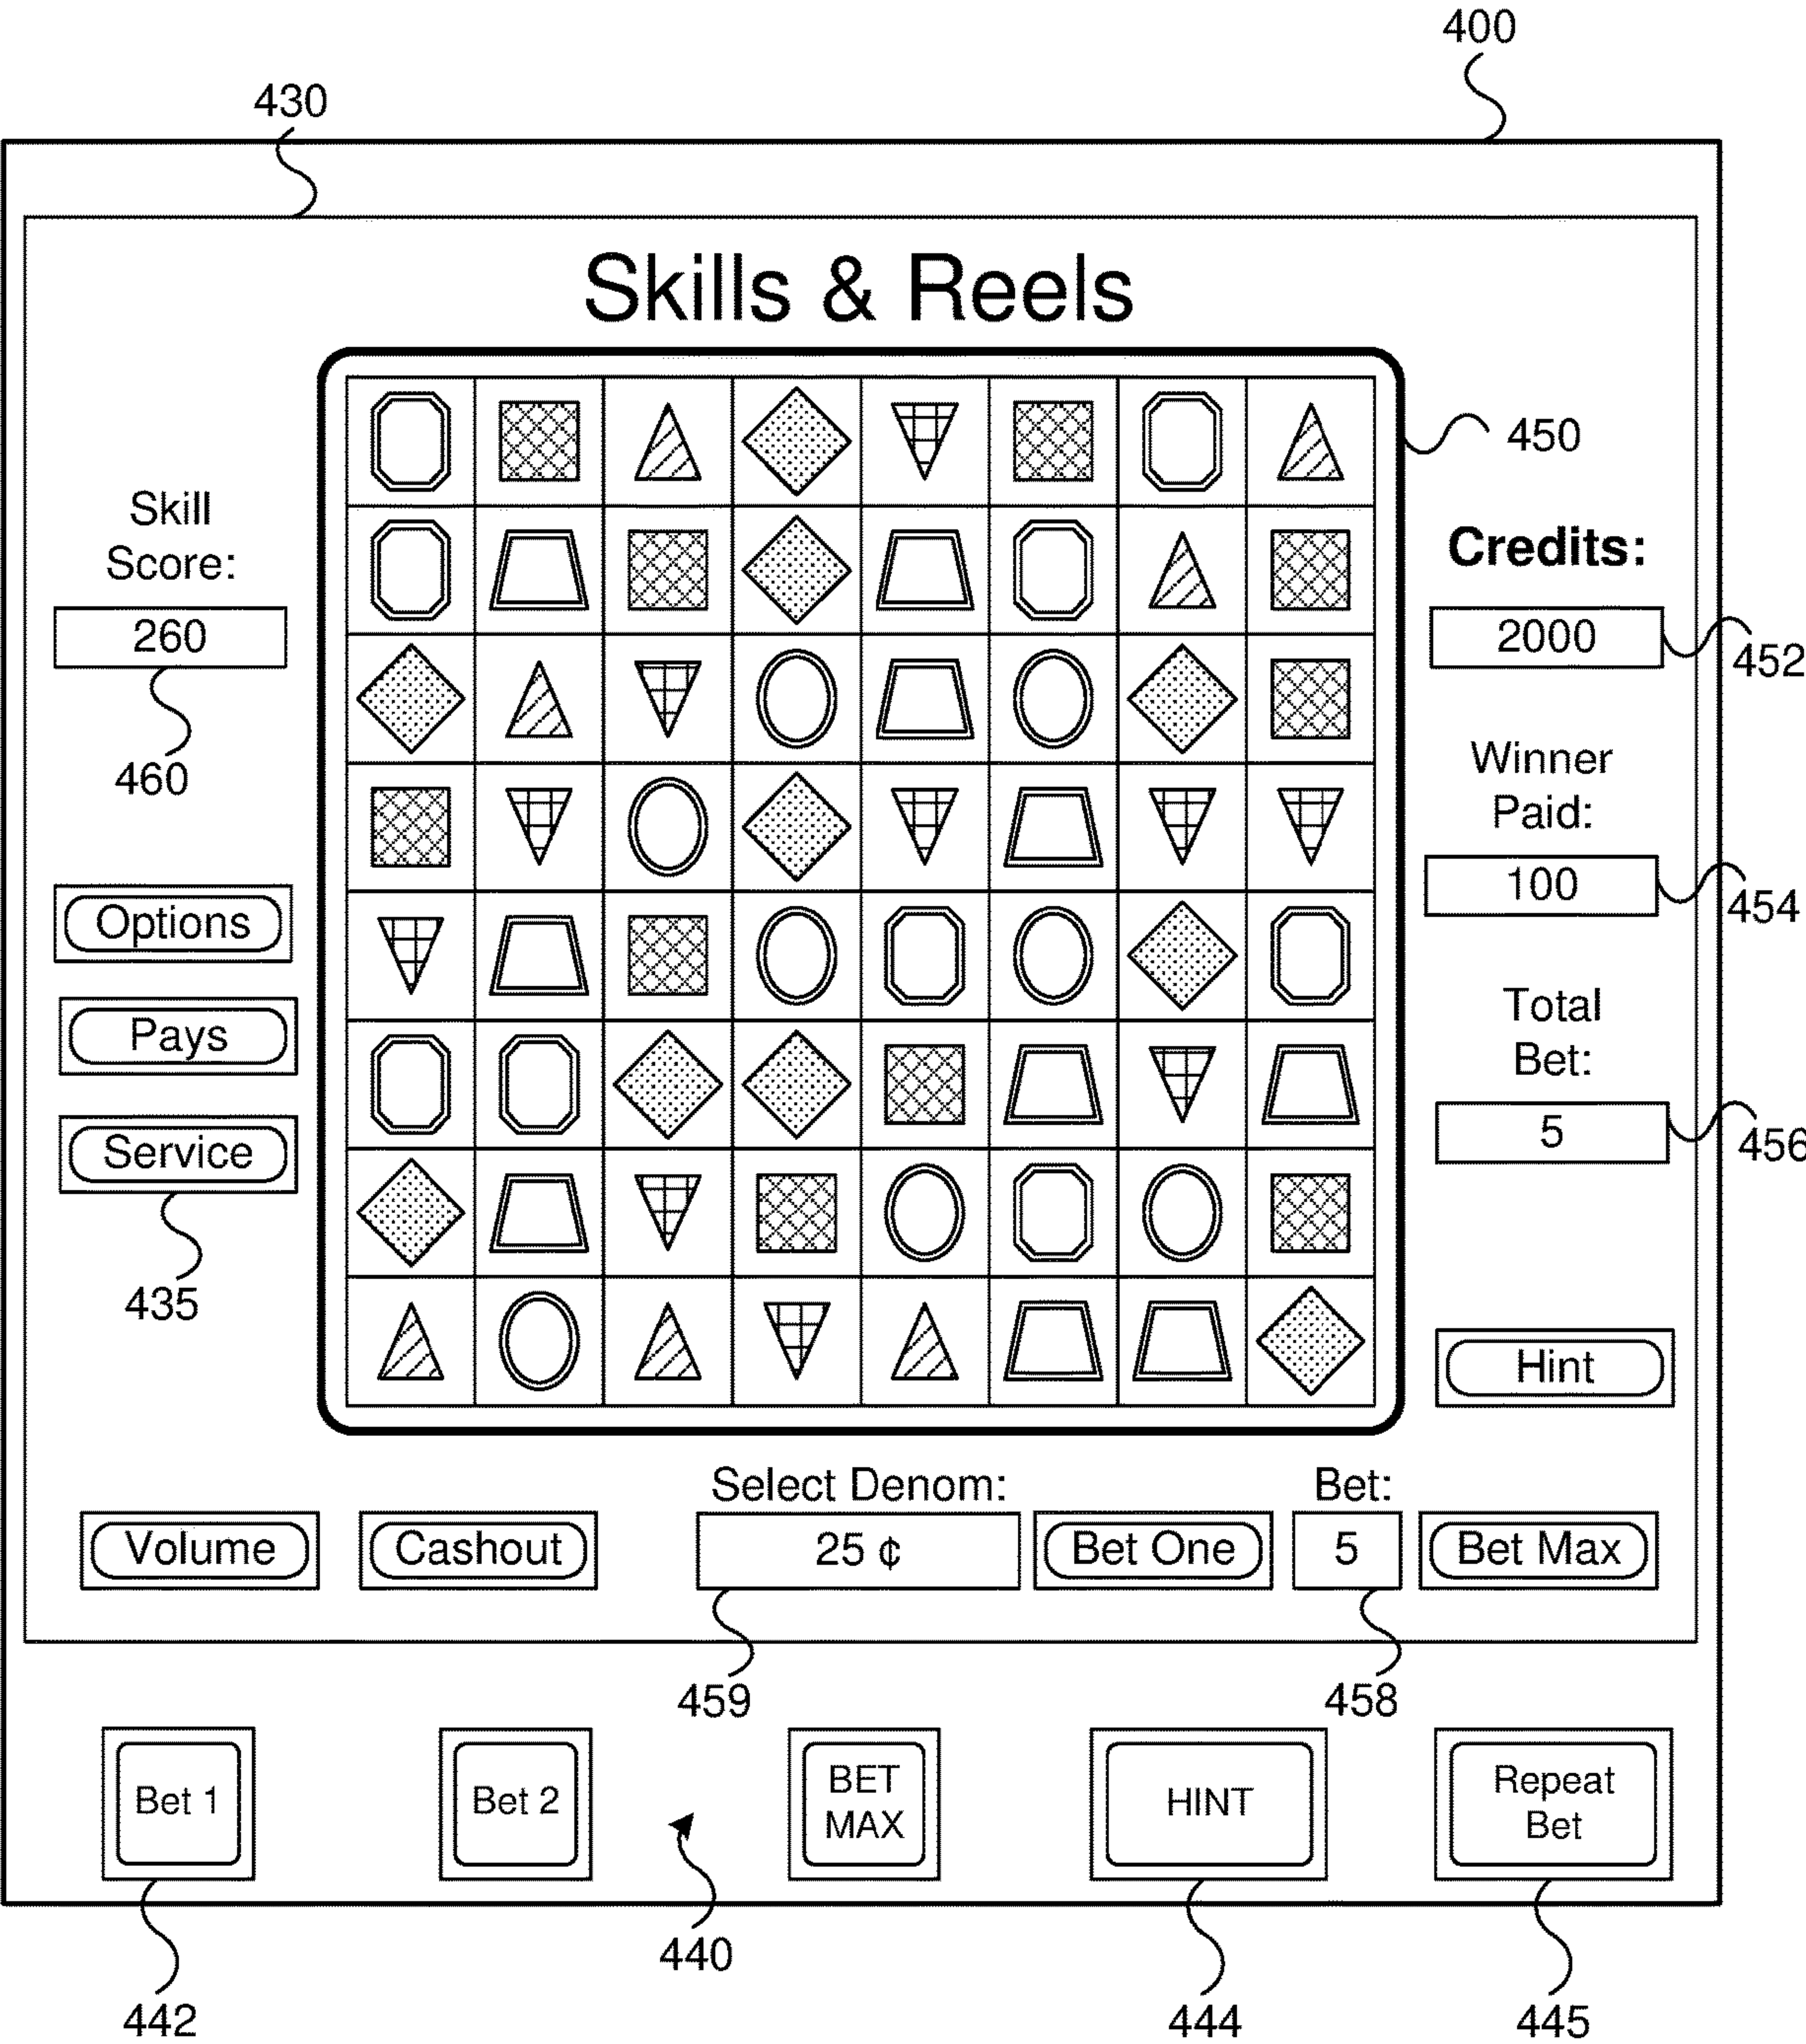 400
430
Skills & Reels
450
Skill
Score:
260
460
Credits:
2000
452
Winner
Paid:
100
454
Options
Pays
Service
435
Total
Bet:
5
456
Hint
Select Denom:
Bet:
Volume
Cashout
25 ¢
Bet One
5
Bet Max
459
458
Bet 1
Bet 2
BET
MAX
HINT
Repeat
Bet
440
442
444
445